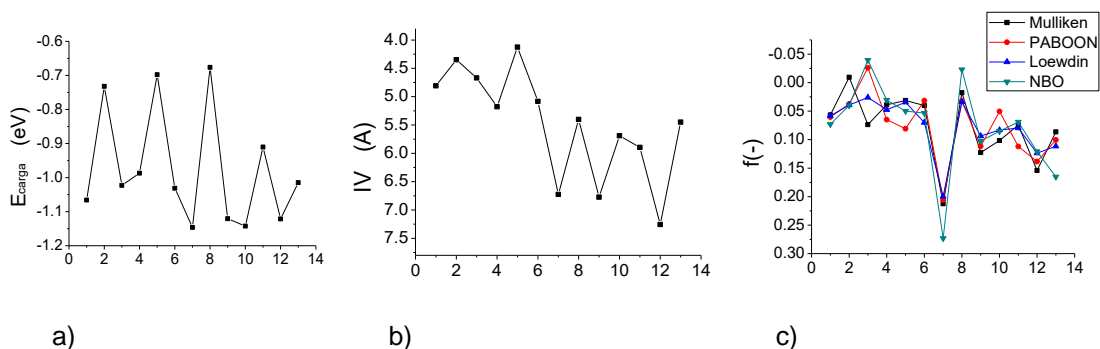 -0.6
-0.7
-0.8
-0.9
-1.0
-1.1
-1.2
0 2 4 6 8 10 12 14
Ecarga (eV)
a)
4.0
4.5
5.0
5.5
6.0
6.5
7.0
7.5
0 2 4 6 8 10 12 14
IV (A)
b)
Mulliken
PABOON
Loewdin
NBO
-0.05
0.00
0.05
0.10
0.15
0.20
0.25
0.30
0 2 4 6 8 10 12 14
f(-)
c)